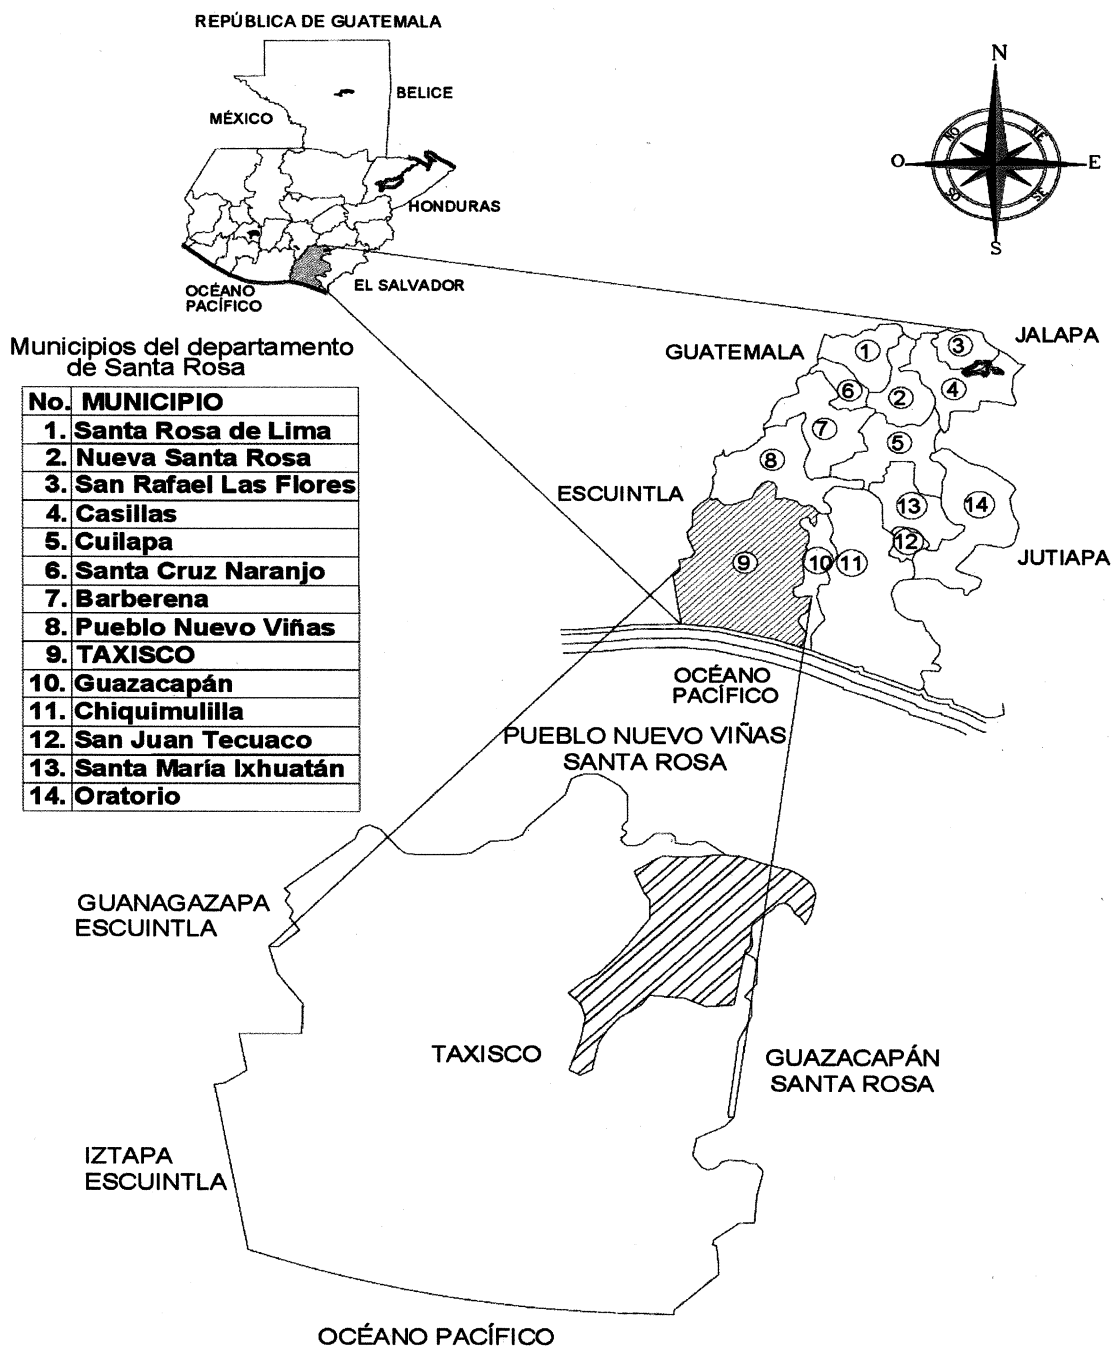 REPÚBLICA DE GUATEMALA
BELICE
MÉXICO
HONDURAS
EL SALVADOR
OCÉANO
PACÍFICO
N
NO
NE
O
E
SO
SE
S
Municipios del departamento
de Santa Rosa
No. MUNICIPIO
1. Santa Rosa de Lima
2. Nueva Santa Rosa
3. San Rafael Las Flores
4. Casillas
5. Cuilapa
6. Santa Cruz Naranjo
7. Barberena
8. Pueblo Nuevo Viñas
9. TAXISCO
10. Guazacapán
11. Chiquimulilla
12. San Juan Tecuaco
13. Santa María Ixhuatán
14. Oratorio
GUATEMALA
JALAPA
ESCUINTLA
JUTIAPA
1
3
6
2
4
7
5
8
13
14
12
9
10
11
OCÉANO
PACÍFICO
PUEBLO NUEVO VIÑAS
SANTA ROSA
GUANAGAZAPA
ESCUINTLA
TAXISCO
GUAZACAPÁN
SANTA ROSA
IZTAPA
ESCUINTLA
OCÉANO PACÍFICO